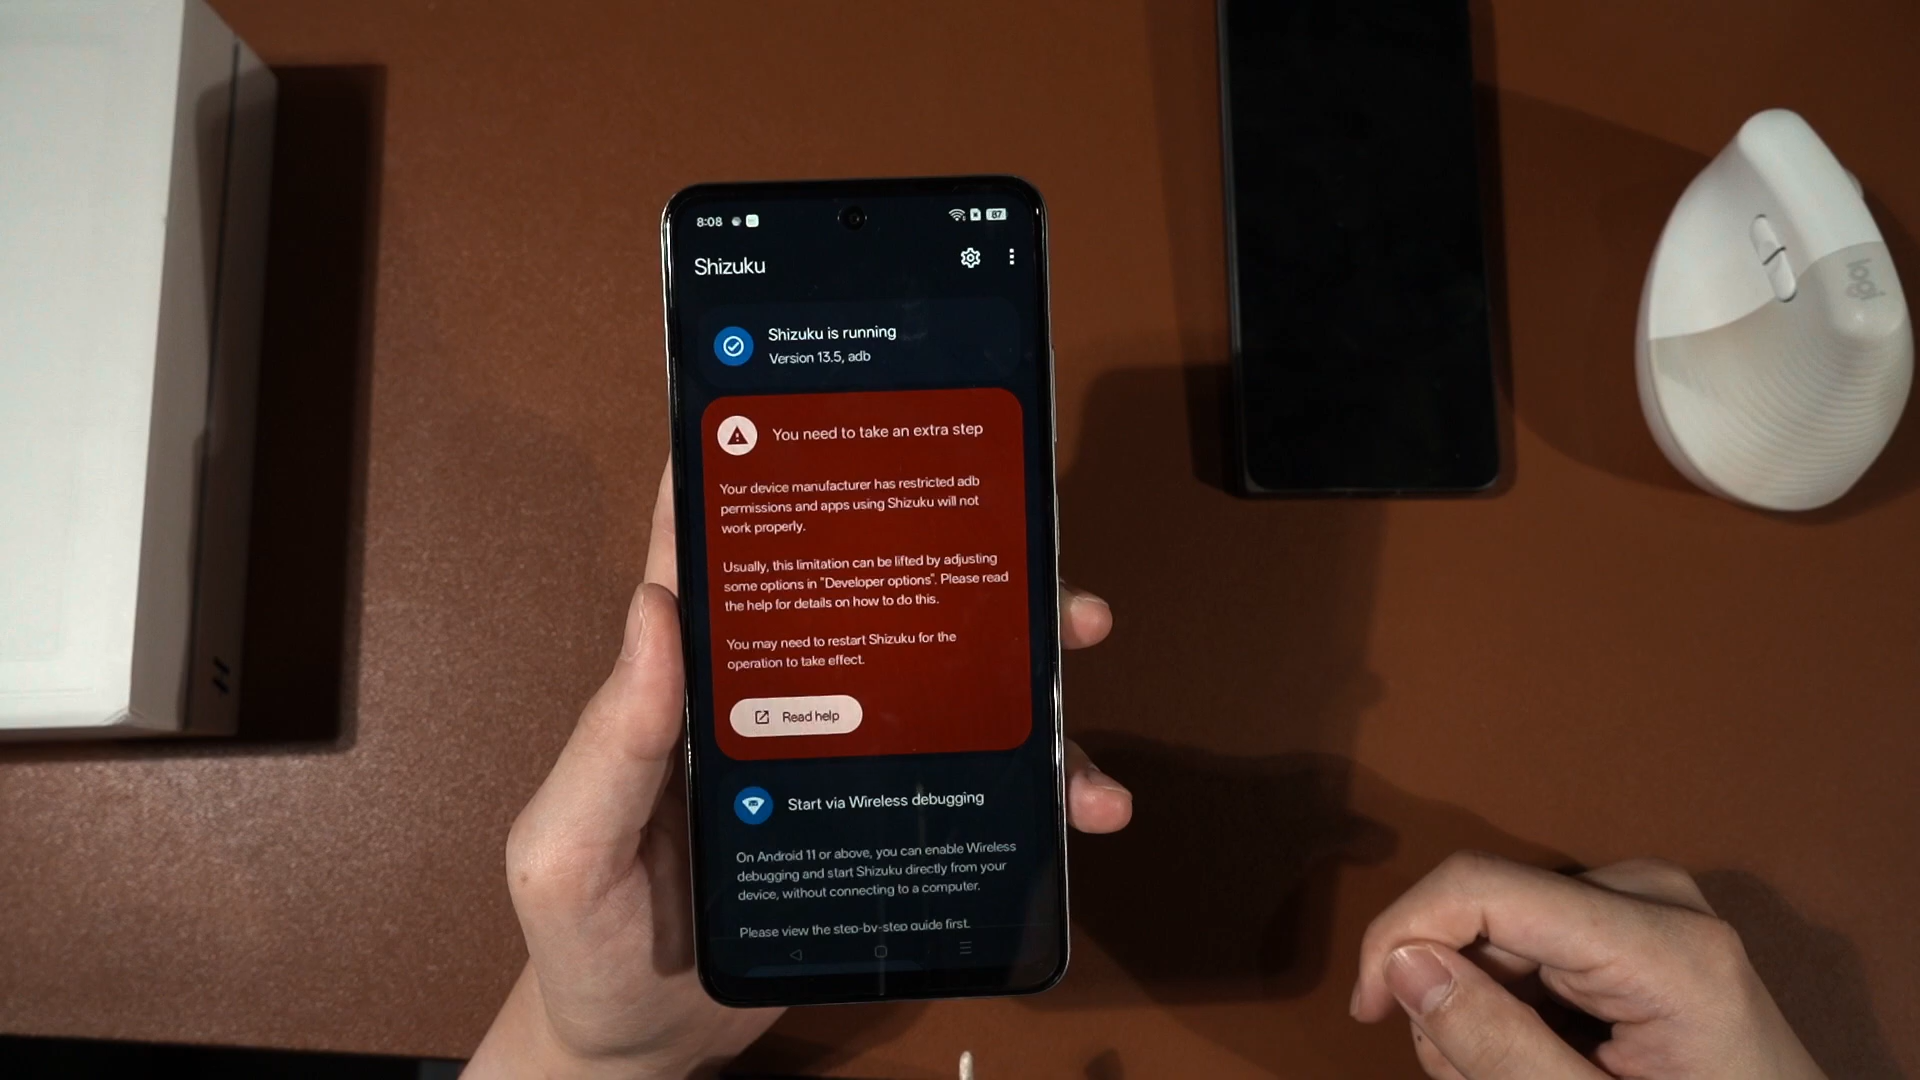 8:08
87
Shizuku
Shizuku is running
Version 13.5, adb
You need to take an extra step
Your device manufacturer has restricted adb
permissions and apps using Shizuku will not
work properly.
Usually, this limitation can be lifted by adjusting
some options in "Developer options". Please read
the help for details on how to do this.
You may need to restart Shizuku for the
operation to take effect.
Read help
Start via Wireless debugging
On Android 11 or above, you can enable Wireless
debugging and start Shizuku directly from your
device, without connecting to a computer.
Please view the step-by-step guide first.
logi